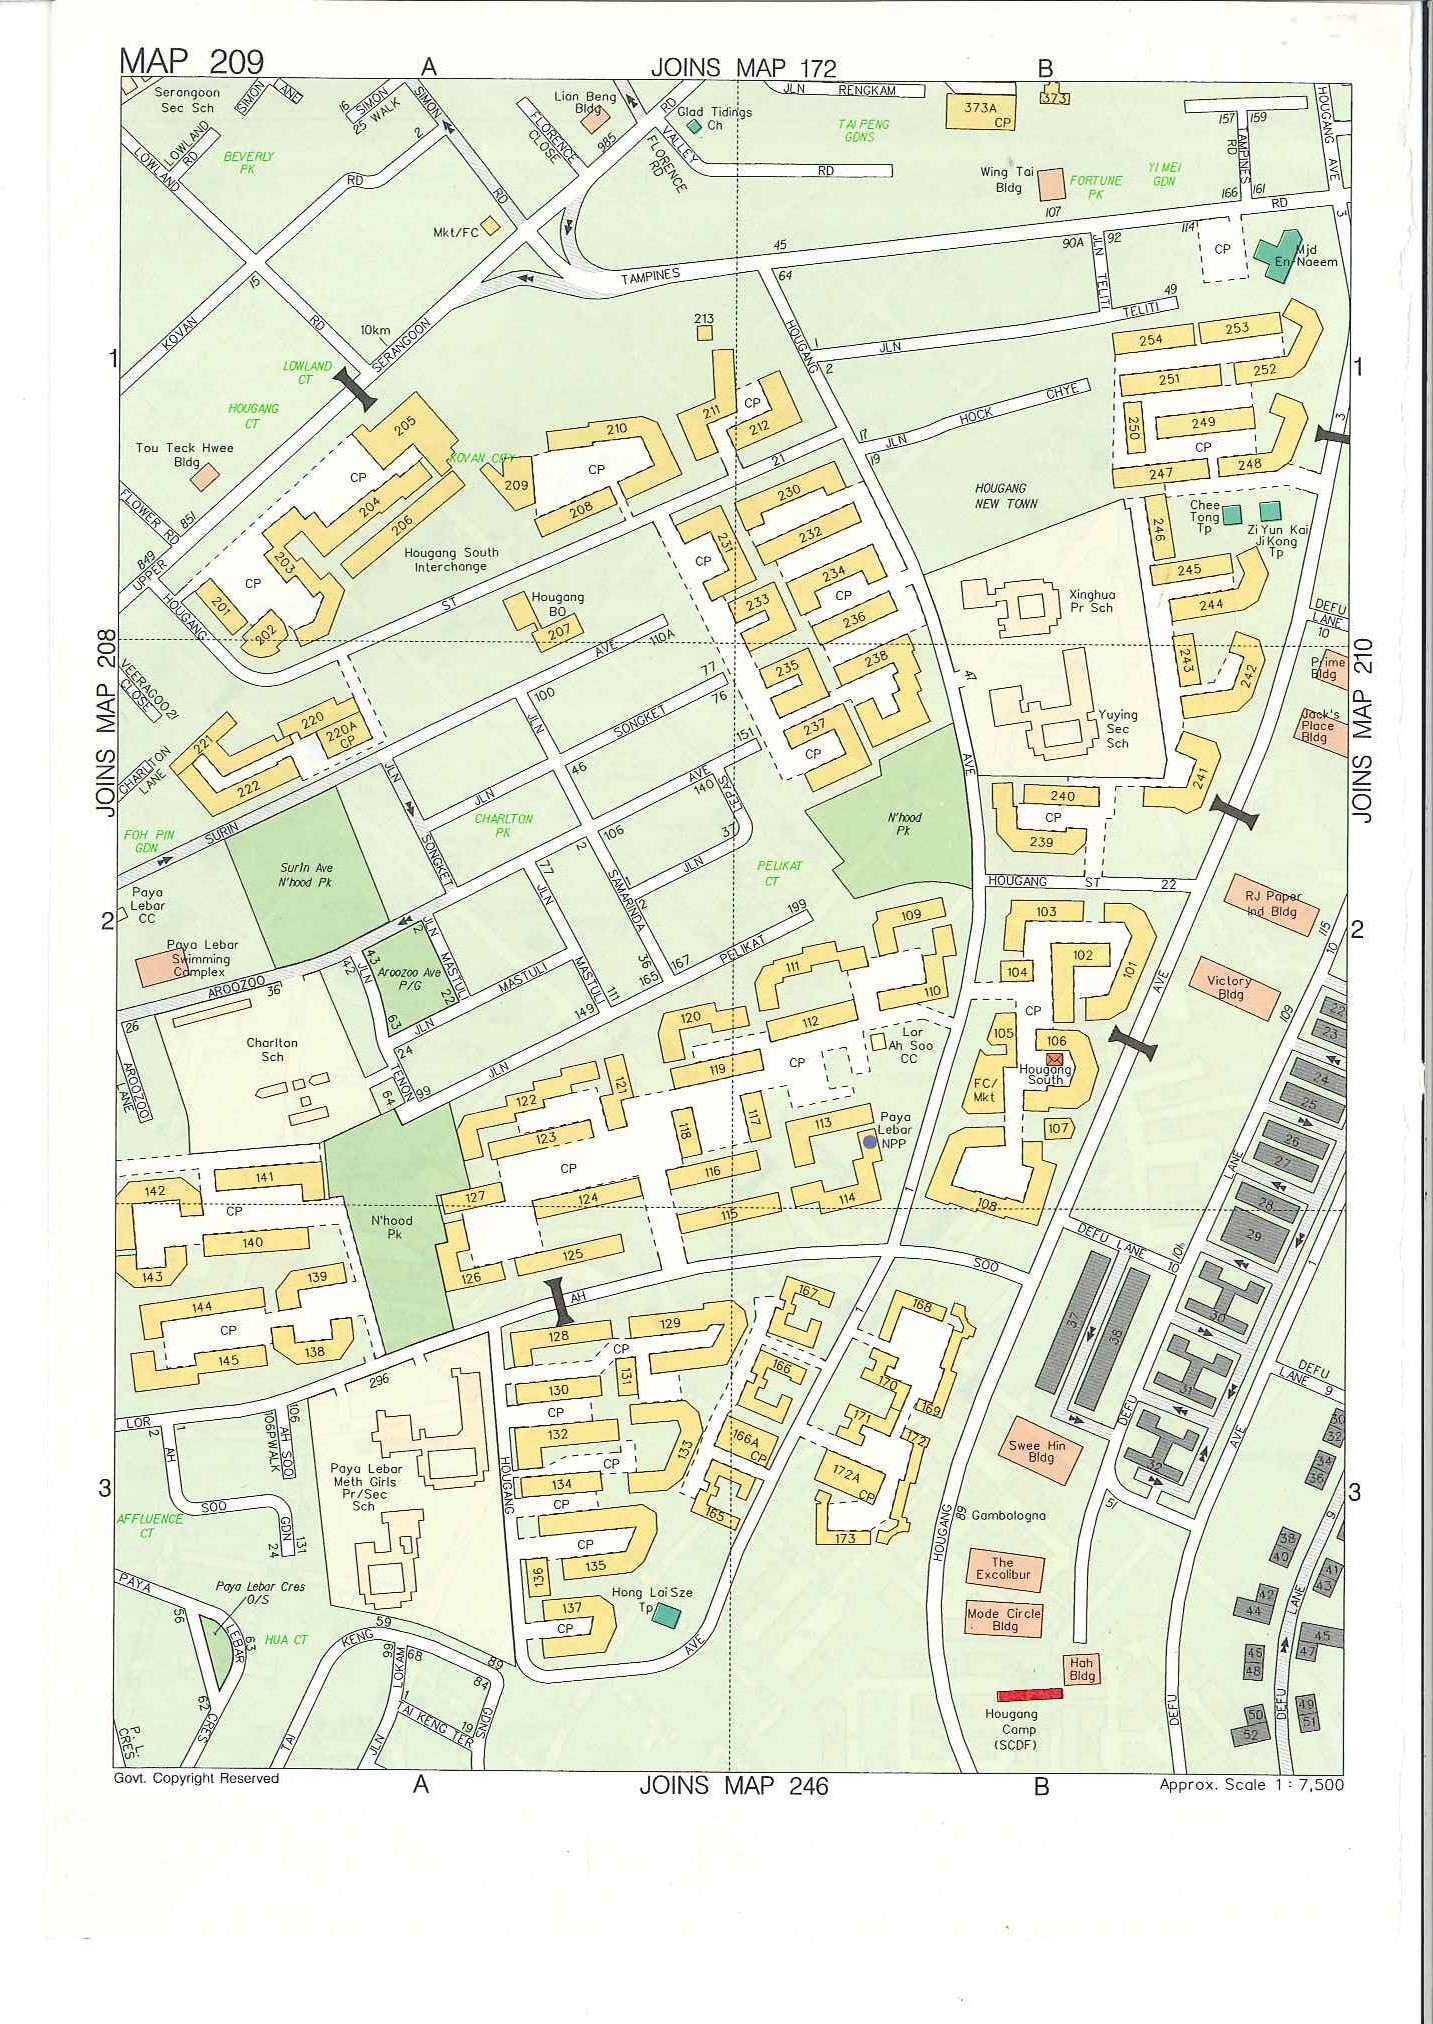 MAP 209
A
JOINS MAP 172
B
Serangoon
Sec Sch
SIMON
LANE
16
SIMON
WALK
25
SIMON
RD
2
Lian Beng
Bldg
FLORENCE
CLOSE
985
RD
Glad Tidings
Ch
FLORENCE
RD
VALLEY
RD
JLN RENGKAM
TAI PENG
GDNS
373A
CP
373
157
159
TAMPINES
RD
HOUGANG AVE
3
LOWLAND
RD
LOWLAND
BEVERLY
PK
RD
Mkt/FC
Wing Tai
Bldg
FORTUNE
PK
YI MEI
GDN
107
166
161
RD
45
64
TAMPINES
90A
92
JLN TELITI
114
CP
Mjd
En-Naeem
15
RD
KOVAN
10km
SERANGOON
49
TELITI
JLN
1
2
HOUGANG
213
254
253
252
251
250
249
CP
247
248
1
1
3
LOWLAND
CT
HOUGANG
CT
Tou Teck Hwee
Bldg
FLOWER RD
851
849
UPPER
205
CP
KOVAN CITY
204
206
203
201
202
CP
209
210
CP
208
211
CP
212
21
17
19
JLN HOCK CHYE
HOUGANG
NEW TOWN
Chee
Tong
Tp
Zi Yun Kai
Ji Kong
Tp
246
245
244
243
242
241
Hougang South
Interchange
HOUGANG
ST
Hougang
BO
207
230
232
231
CP
234
233
CP
236
235
238
237
CP
Xinghua
Pr Sch
Yuying
Sec
Sch
47
AVE
DEFU
LANE
10
Prime
Bldg
Jack's
Place
Bldg
JOINS MAP 208
JOINS MAP 210
VEERAGOO
CLOSE
21
CHARLTON
LANE
221
220
220A
CP
222
FOH PIN
GDN
SURIN
AVE
110A
100
JLN
SONGKET
77
76
46
JLN
JLN
SONGKET
CHARLTON
PK
151
AVE
140
LEPAS
37
106
2
1
2
JLN
SAMARINDA
PELIKAT
CT
N'hood
Pk
240
CP
239
HOUGANG ST 22
Surin Ave
N'hood Pk
Paya
Lebar
CC
Paya Lebar
Swimming
Complex
AROOZOO
36
26
AROOZOO
LANE
Aroozoo Ave
P/G
2
JLN
MASTULI
22
43
42
JLN
63
JLN
MASTULI
77
JLN
MASTULI
111
149
36
165
167
PELIKAT
199
Charlton
Sch
24
TENON
64
99
JLN
2
2
109
111
110
112
CP
120
119
Lor
Ah Soo
CC
103
102
101
104
CP
105
106
Hougang
South
FC/
Mkt
107
108
RJ Paper
Ind Bldg
Victory
Bldg
AVE
115
10
109
22
23
24
25
26
27
28
29
30
31
32
LANE
122
121
123
CP
118
117
113
116
114
115
Paya
Lebar
NPP
124
127
125
126
N'hood
Pk
142
141
CP
140
143
139
144
CP
145
138
1
AH SOO
DEFU LANE
10
106
1
37
38
DEFU
DEFU
LANE 9
128
129
CP
130
131
CP
132
133
CP
134
CP
135
136
137
CP
167
166
166A
CP
165
1
168
170
169
171
172
172A
CP
173
Swee Hin
Bldg
51
AVE
30
32
34
36
296
LOR
2
1
AH
SOO
GDN
24
131
106
106P
AH SOO
WALK
3
3
AFFLUENCE
CT
Paya Lebar
Meth Girls
Pr/Sec
Sch
HOUGANG
Hong Lai Sze
Tp
AVE
HOUGANG
89
Gambologna
The
Excalibur
Mode Circle
Bldg
Hah
Bldg
Hougang
Camp
(SCDF)
9
38
40
42
44
41
43
45
47
46
48
50
52
49
51
LANE
DEFU
DEFU
PAYA
LEBAR
CRES
Paya Lebar Cres
O/S
56
63
62
HUA CT
P. L.
CRES
59
TAI
KENG
GDNS
89
84
66
68
LOKAM
JLN
1
TAI KENG TER
19
Govt. Copyright Reserved
A
JOINS MAP 246
B
Approx. Scale 1 : 7,500